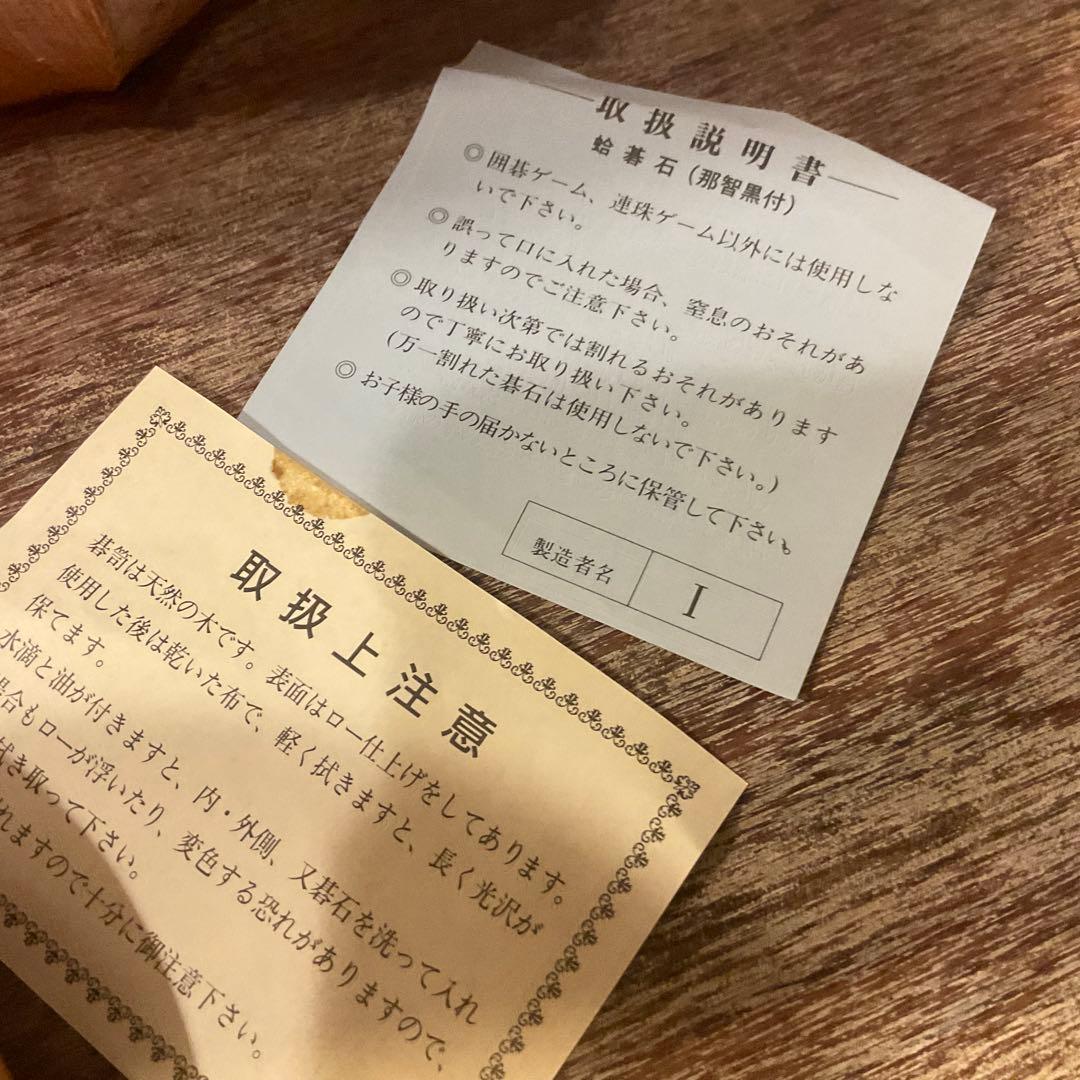 取扱説明書
蛤碁石(那智黒付)
◎囲碁ゲーム、連珠ゲーム以外には使用しな
いで下さい。
◎誤って口に入れた場合、窒息のおそれがあ
りますのでご注意下さい。
◎取り扱い次第では割れるおそれがあります
ので丁寧にお取り扱い下さい。
(万一割れた碁石は使用しないで下さい。)
◎お子様の手の届かないところに保管して下さい。
製造者名 I
取扱上注意
碁笥は天然の木です。表面はロー仕上げをしてあります。
使用した後は乾いた布で、軽く拭きますと、長く光沢が
保てます。
水滴と油が付きますと、内・外側、又碁石を洗って入れ
場合もローが浮いたり、変色する恐れがありますので、
拭き取って下さい。
れますので十分に御注意下さい。